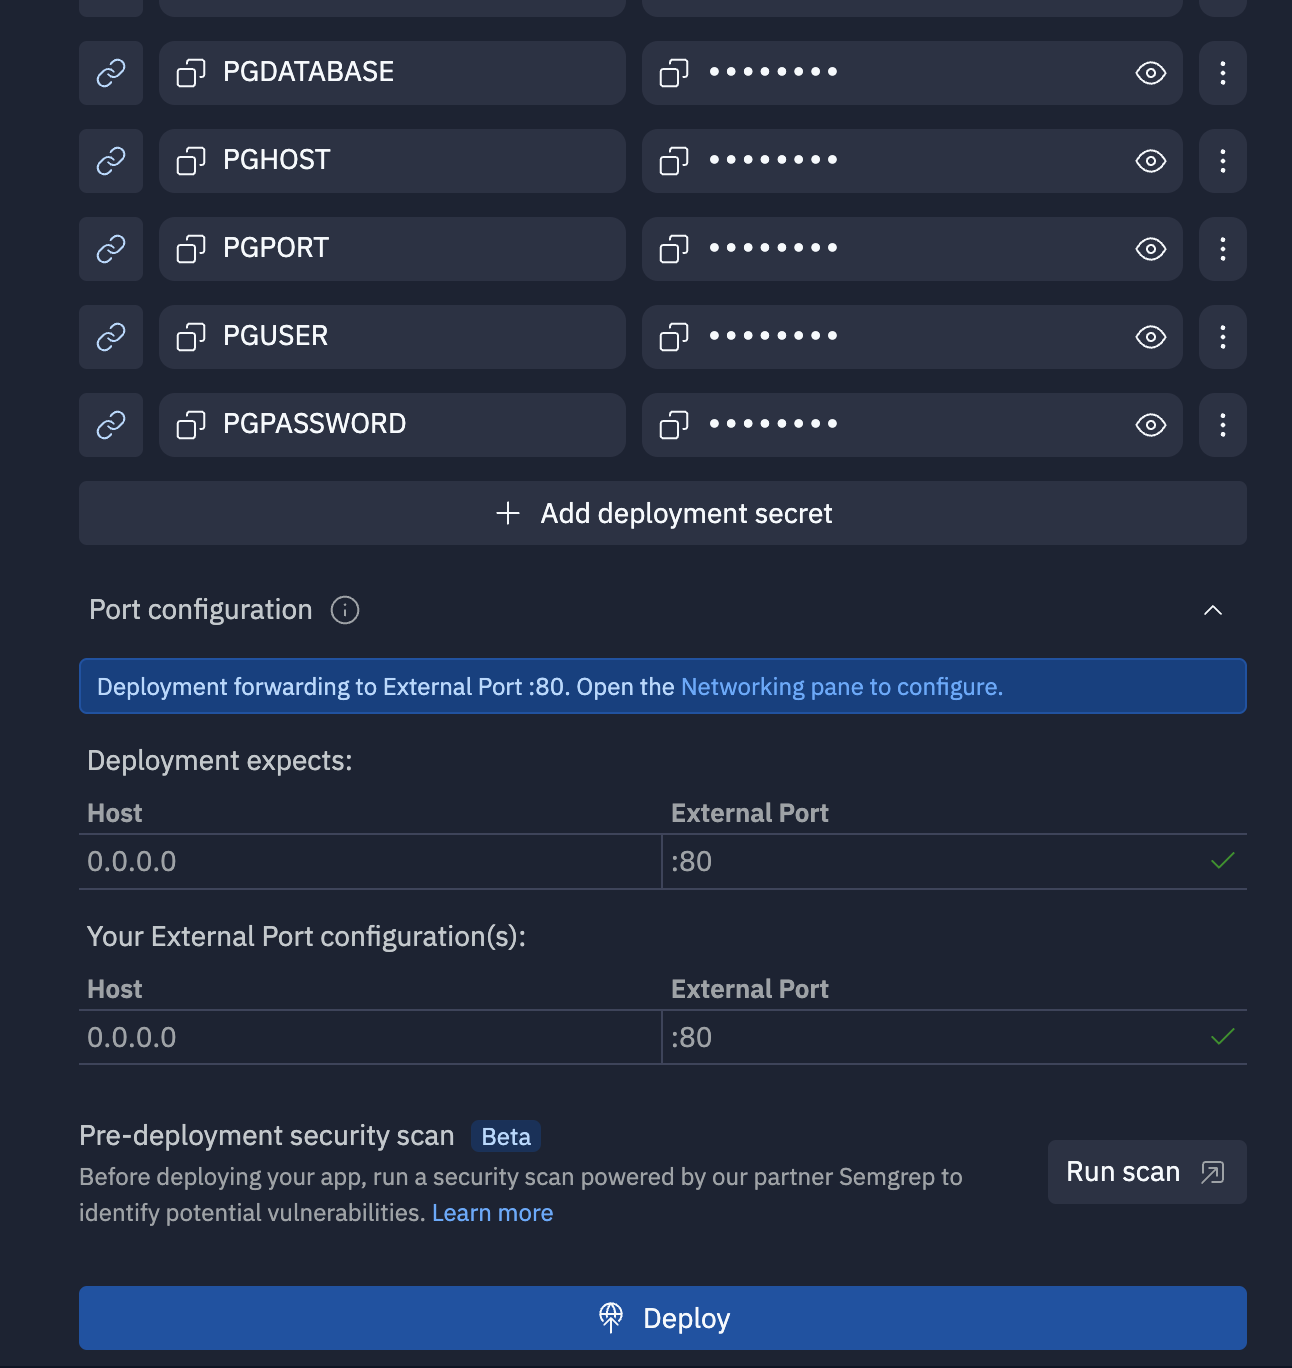 PGDATABASE ••••••••
PGHOST ••••••••
PGPORT ••••••••
PGUSER ••••••••
PGPASSWORD ••••••••
Add deployment secret
Port configuration
Deployment forwarding to External Port :80. Open the Networking pane to configure.
Deployment expects:
Host External Port
0.0.0.0 :80
Your External Port configuration(s):
Host External Port
0.0.0.0 :80
Pre-deployment security scan Beta
Before deploying your app, run a security scan powered by our partner Semgrep to
identify potential vulnerabilities. Learn more
Run scan
Deploy